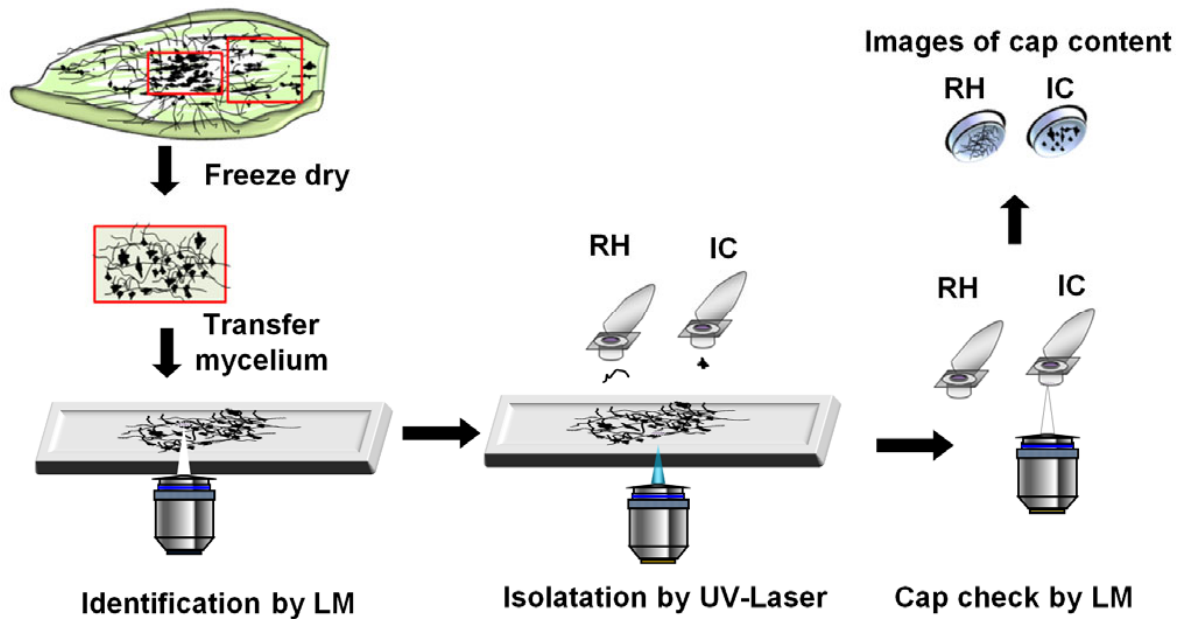 Images of cap content
RH IC
Freeze dry
Transfer
mycelium
RH IC
RH IC
Identification by LM
Isolatation by UV-Laser
Cap check by LM